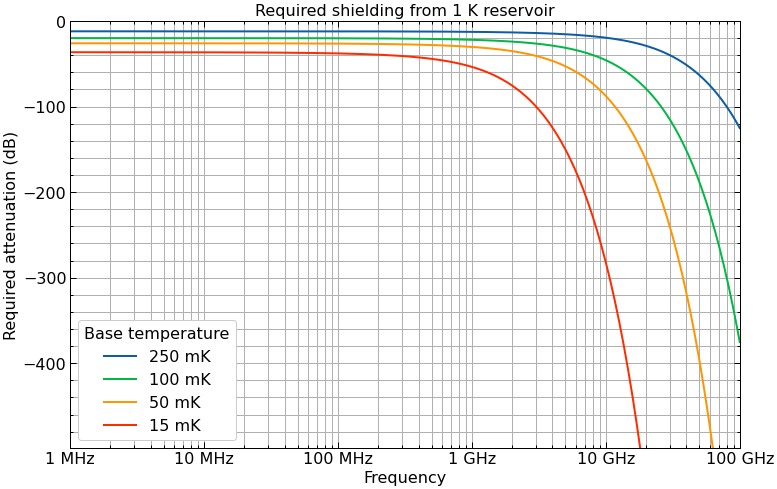 Required shielding from 1 K reservoir
Required attenuation (dB)
0
−100
−200
−300
−400
Base temperature
250 mK
100 mK
50 mK
15 mK
1 MHz 10 MHz 100 MHz 1 GHz 10 GHz 100 GHz
Frequency